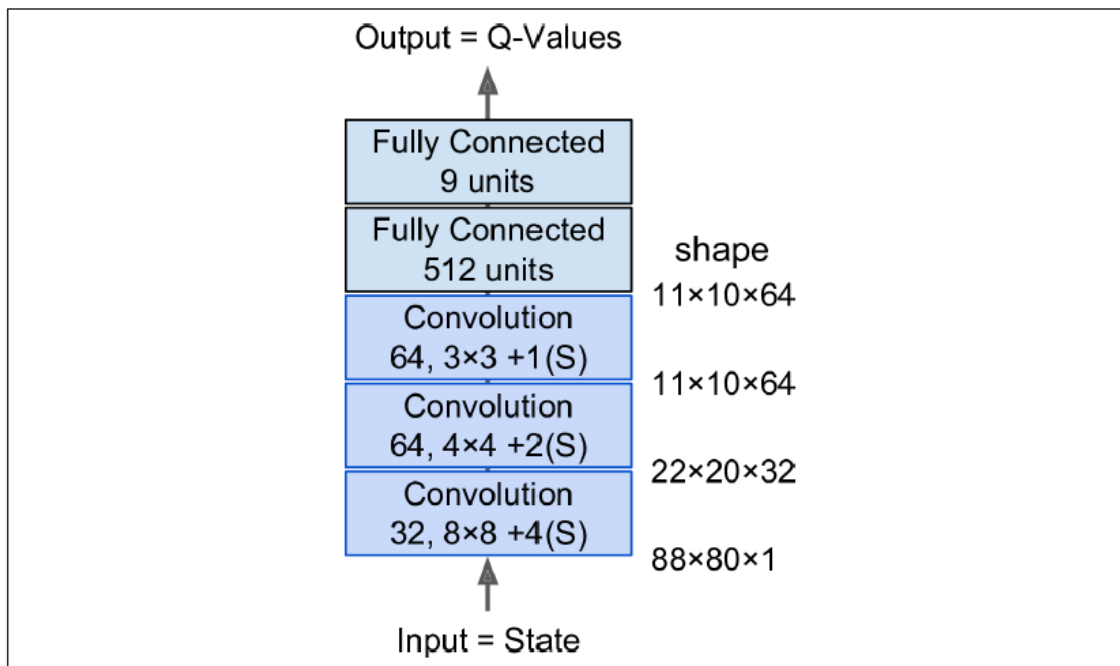 Output = Q-Values
Fully Connected
9 units
Fully Connected
512 units
shape
11×10×64
Convolution
64, 3×3 +1(S)
11×10×64
Convolution
64, 4×4 +2(S)
22×20×32
Convolution
32, 8×8 +4(S)
88×80×1
Input = State